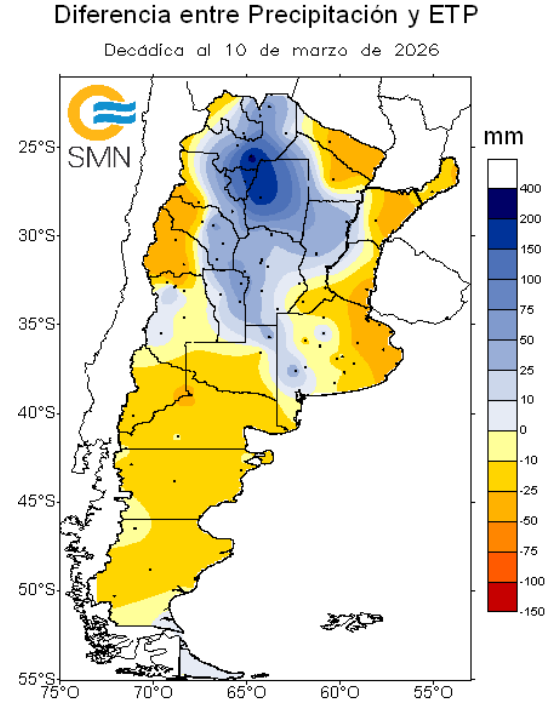 Diferencia entre Precipitación y ETP
Decádica al 10 de marzo de 2026
SMN
mm
400
200
150
100
75
50
25
10
0
-10
-25
-50
-75
-100
-150
25°S
30°S
35°S
40°S
45°S
50°S
55°S
75°O
70°O
65°O
60°O
55°O